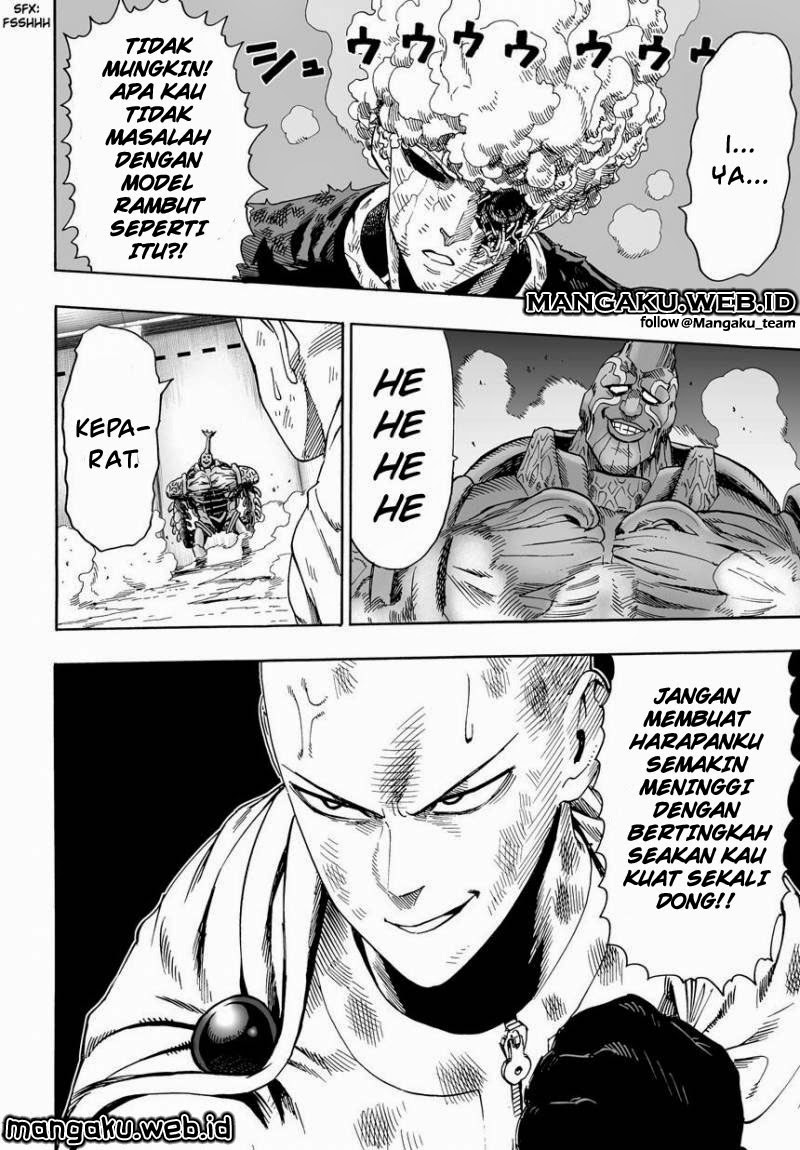 SFX:
FSSHHH
I...
YA...
シュウウウウウウウ
TIDAK
MUNGKIN!
APA KAU
TIDAK
MASALAH
DENGAN
MODEL
RAMBUT
SEPERTI
ITU?!
MANGAKU.WEB.ID
follow @Mangaku_team
HE
HE
HE
HE
KEPA-
RAT.
JANGAN
MEMBUAT
HARAPANKU
SEMAKIN
MENINGGI
DENGAN
BERTINGKAH
SEAKAN KAU
KUAT SEKALI
DONG!!
mangaku.web.id